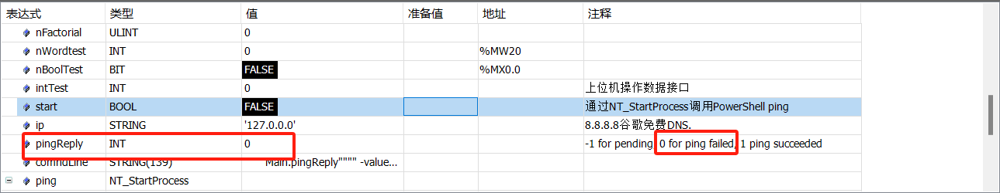 表达式 类型 值 准备值 地址 注释
nFactorial ULINT 0
nWordtest INT 0 %MW20
nBoolTest BIT FALSE %MX0.0
intTest INT 0 上位机操作数据接口
start BOOL FALSE 通过NT_StartProcess调用PowerShell ping
ip STRING '127.0.0.0' 8.8.8.8谷歌免费DNS.
pingReply INT 0 -1 for pending, 0 for ping failed, 1 ping succeeded
comndLine STRING(139) Main.pingReply"""" -value...
ping NT_StartProcess